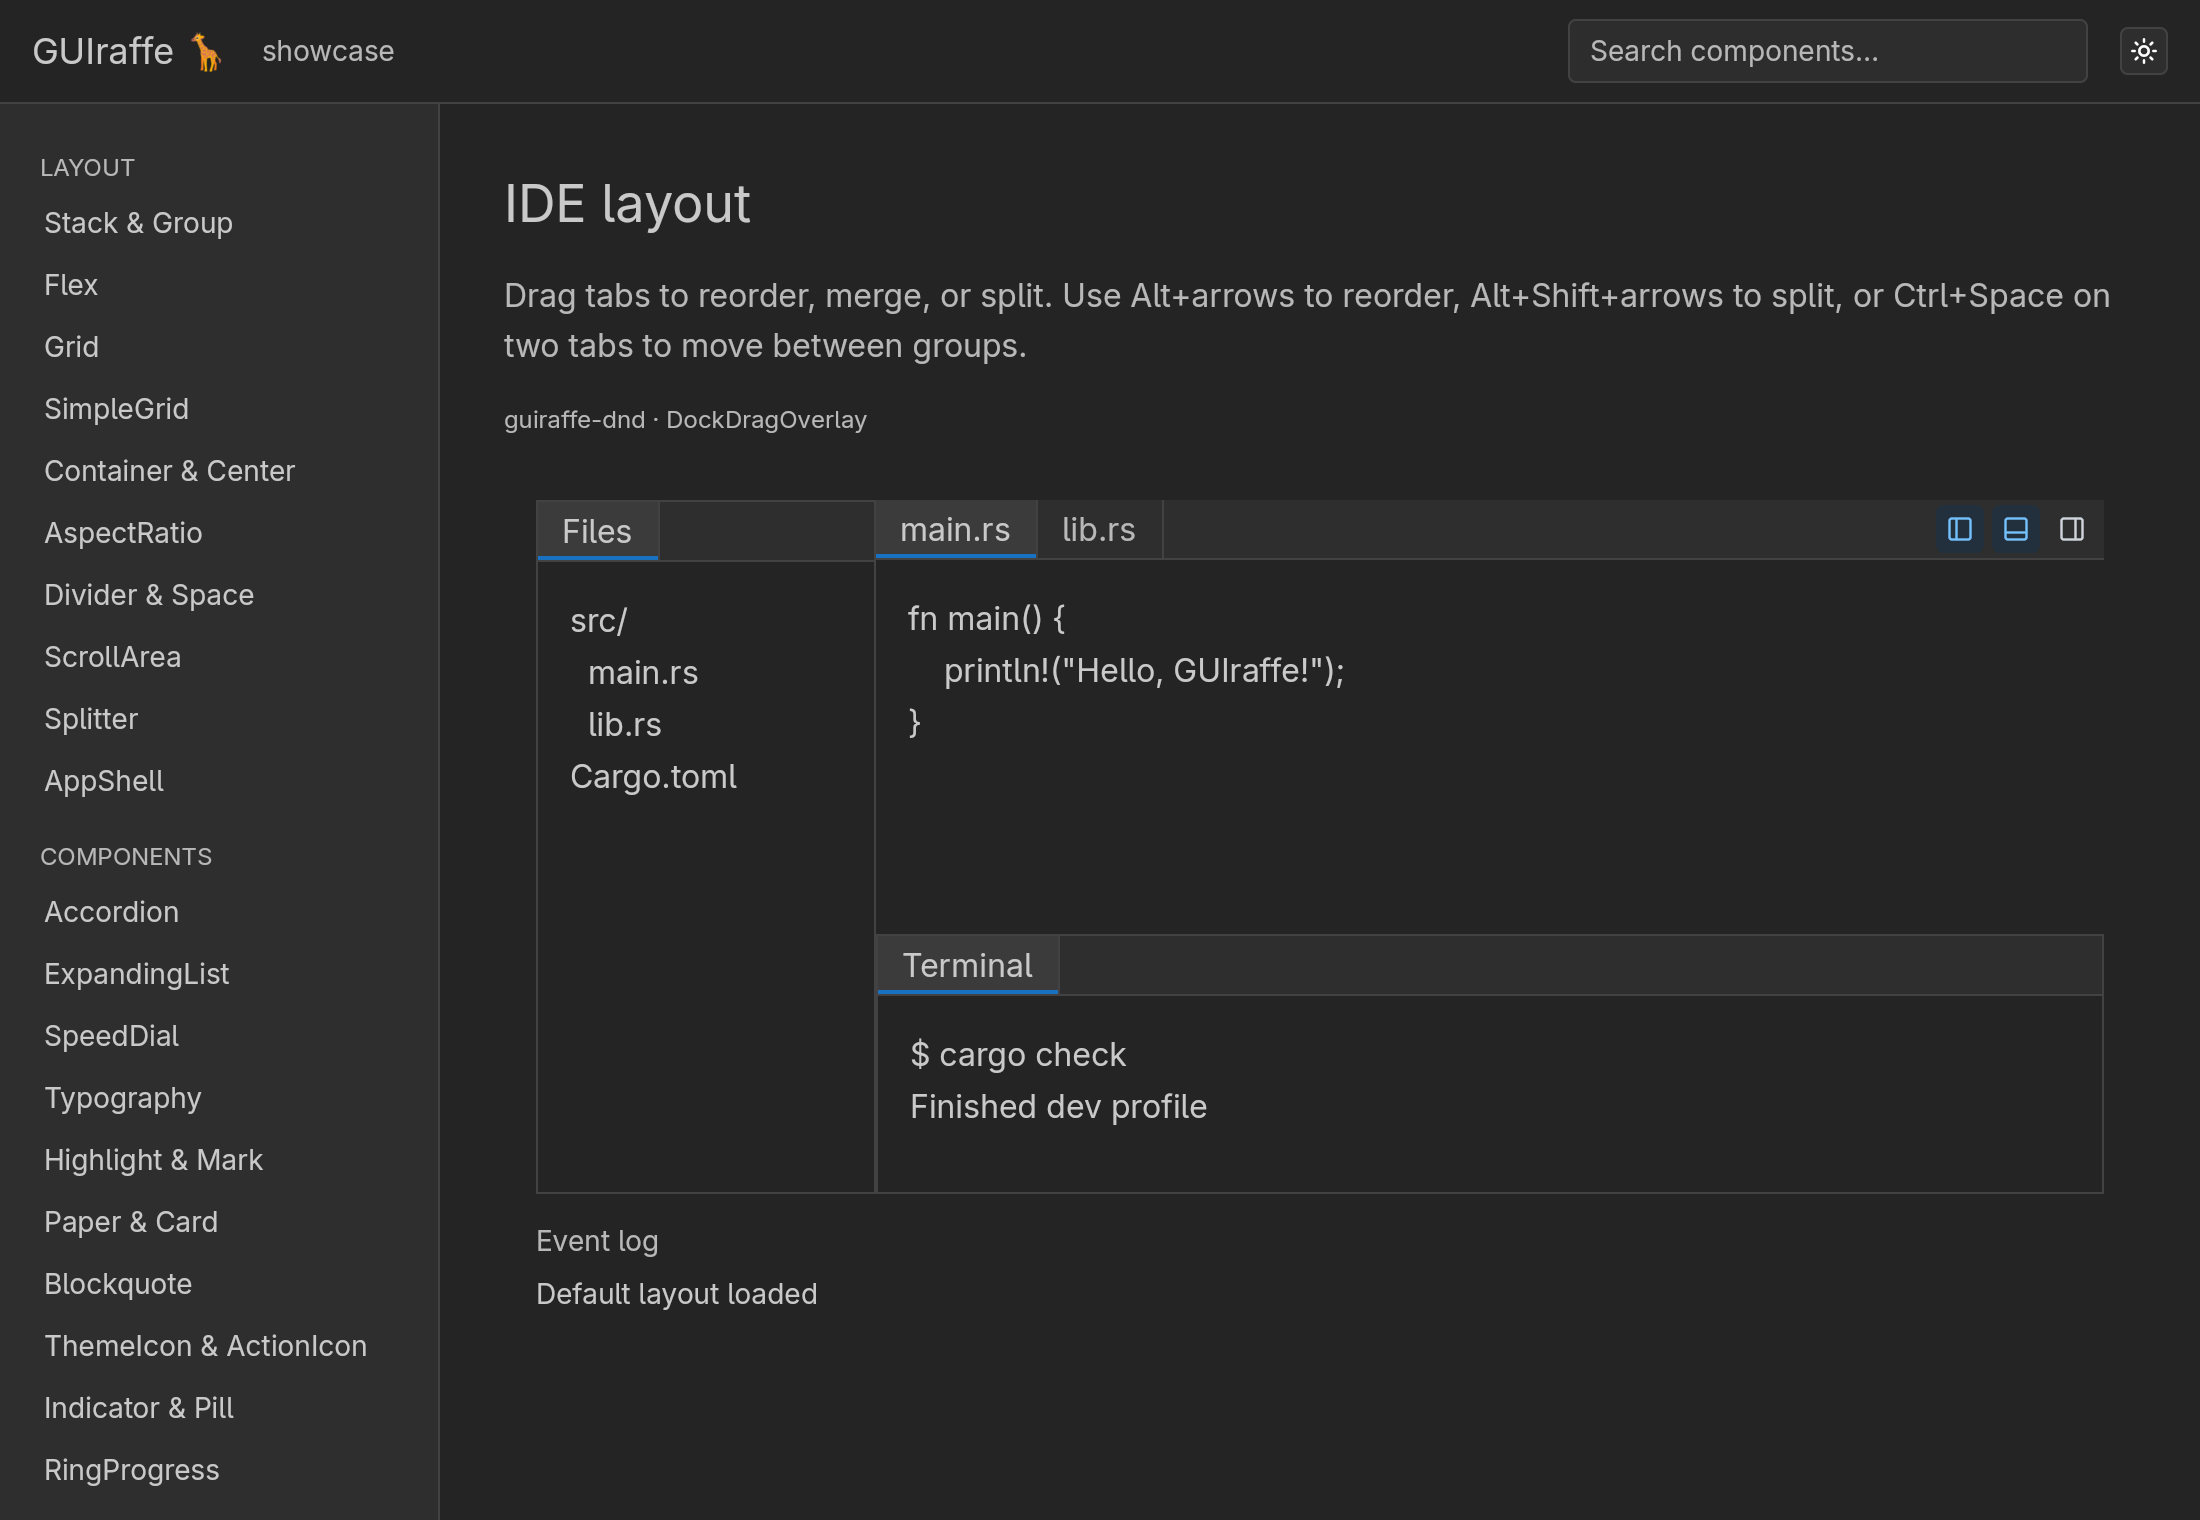 GUIraffe 🦒 showcase
Search components...
LAYOUT
Stack & Group
Flex
Grid
SimpleGrid
Container & Center
AspectRatio
Divider & Space
ScrollArea
Splitter
AppShell
COMPONENTS
Accordion
ExpandingList
SpeedDial
Typography
Highlight & Mark
Paper & Card
Blockquote
ThemeIcon & ActionIcon
Indicator & Pill
RingProgress
IDE layout
Drag tabs to reorder, merge, or split. Use Alt+arrows to reorder, Alt+Shift+arrows to split, or Ctrl+Space on
two tabs to move between groups.
guiraffe-dnd · DockDragOverlay
Files
src/
  main.rs
  lib.rs
Cargo.toml
main.rs lib.rs
fn main() {
    println!("Hello, GUIraffe!");
}
Terminal
$ cargo check
Finished dev profile
Event log
Default layout loaded